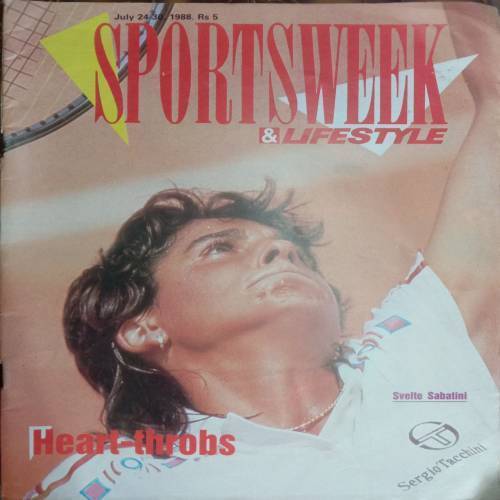 July 24-30, 1988. Rs 5
SPORTSWEEK
& LIFESTYLE
Svelte Sabatini
Heart-throbs
Sergio Tacchini